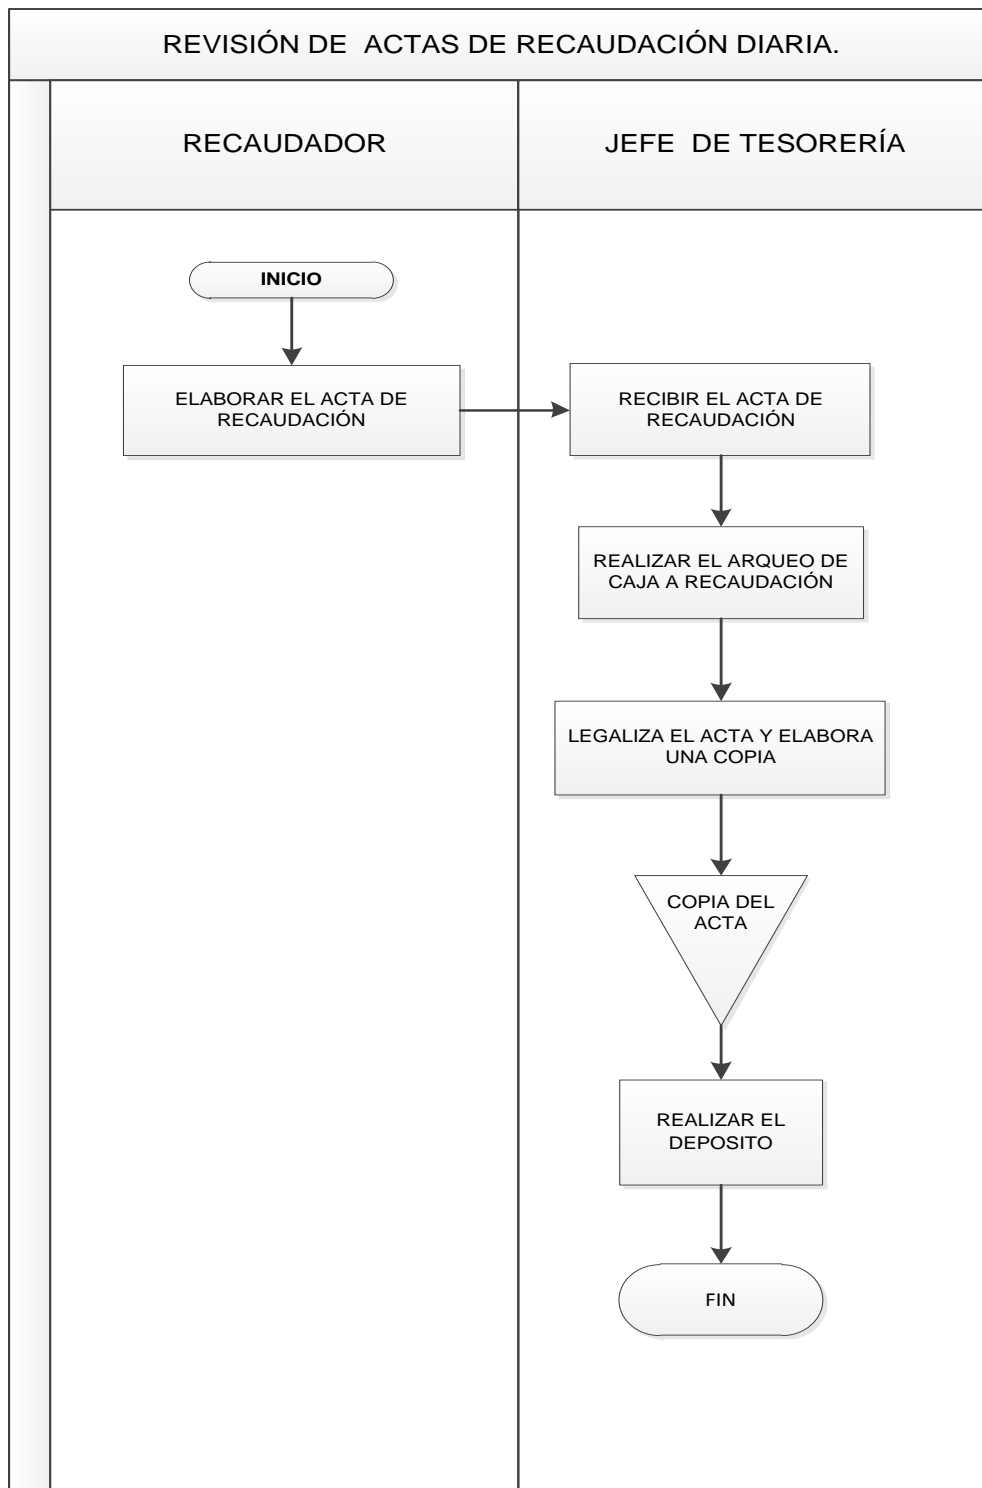 REVISIÓN DE  ACTAS DE RECAUDACIÓN DIARIA.
RECAUDADOR
JEFE  DE TESORERÍA
INICIO
ELABORAR EL ACTA DE
RECAUDACIÓN
RECIBIR EL ACTA DE
RECAUDACIÓN
REALIZAR EL ARQUEO DE
CAJA A RECAUDACIÓN
LEGALIZA EL ACTA Y ELABORA
UNA COPIA
COPIA DEL
ACTA
REALIZAR EL
DEPOSITO
FIN